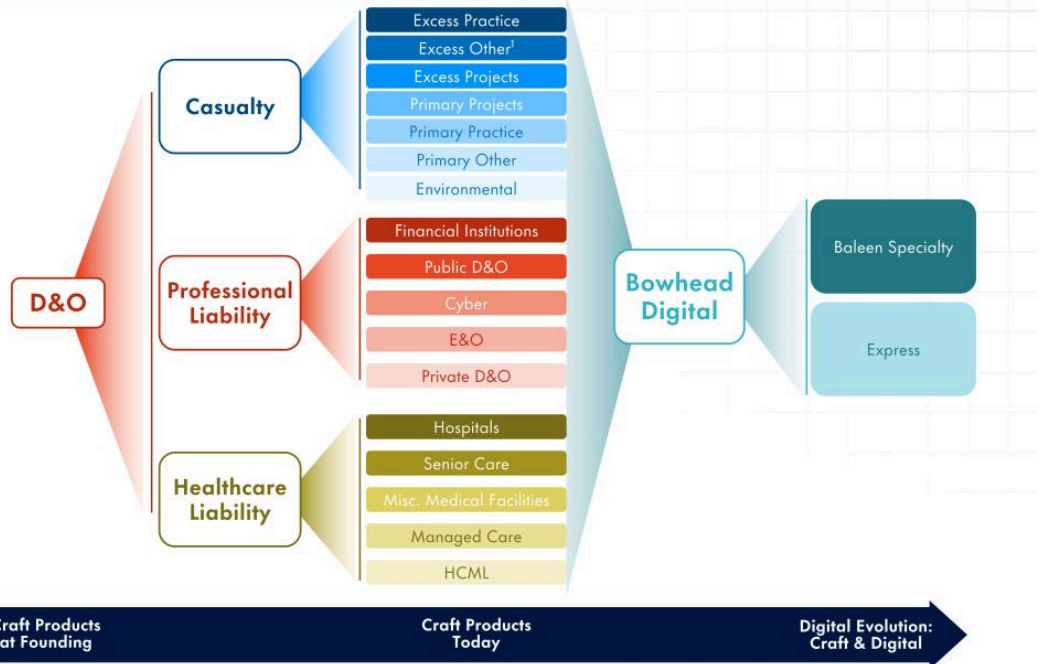 D&O
Casualty
Excess Practice
Excess Other¹
Excess Projects
Primary Projects
Primary Practice
Primary Other
Environmental
Professional
Liability
Financial Institutions
Public D&O
Cyber
E&O
Private D&O
Healthcare
Liability
Hospitals
Senior Care
Misc. Medical Facilities
Managed Care
HCML
Bowhead
Digital
Baleen Specialty
Express
Craft Products
at Founding
Craft Products
Today
Digital Evolution:
Craft & Digital